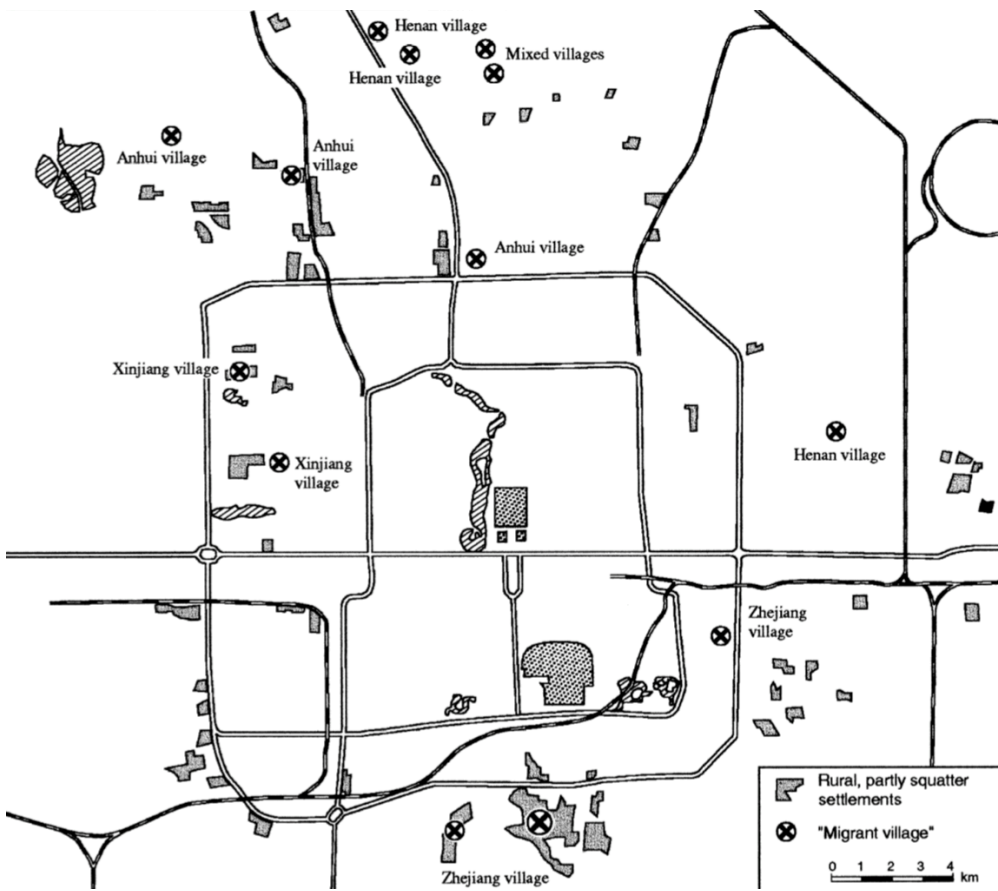 Henan village
Henan village
Mixed villages
Anhui village
Anhui
village
Anhui village
Xinjiang village
Xinjiang
village
Henan village
Zhejiang
village
Zhejiang village
Rural, partly squatter
settlements
"Migrant village"
0 1 2 3 4
km